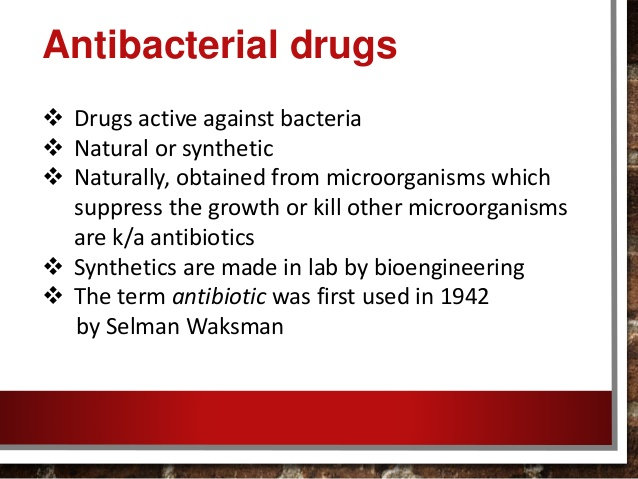 Antibacterial drugs
❖ Drugs active against bacteria
❖ Natural or synthetic
❖ Naturally, obtained from microorganisms which
suppress the growth or kill other microorganisms
are k/a antibiotics
❖ Synthetics are made in lab by bioengineering
❖ The term antibiotic was first used in 1942
by Selman Waksman